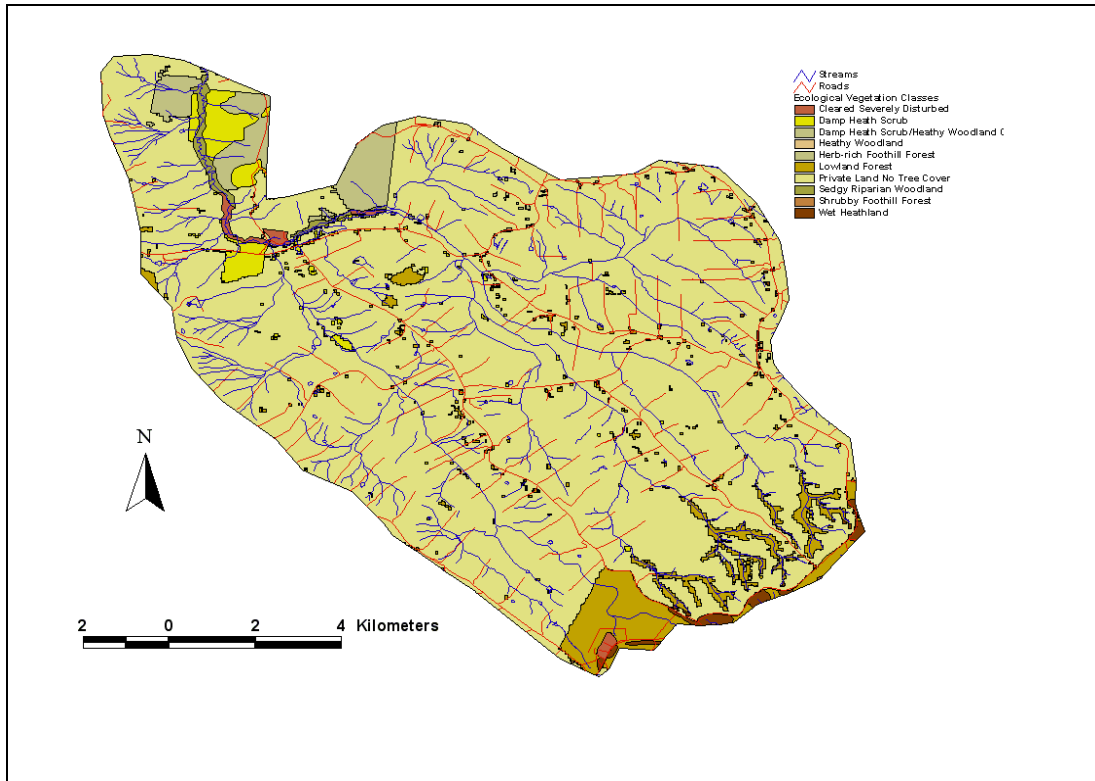 Streams
Roads
Ecological Vegetation Classes
Cleared Severely Disturbed
Damp Heath Scrub
Damp Heath Scrub/Heathy Woodland C
Heathy Woodland
Herb-rich Foothill Forest
Lowland Forest
Private Land No Tree Cover
Sedgy Riparian Woodland
Shrubby Foothill Forest
Wet Heathland
N
2 0 2 4 Kilometers